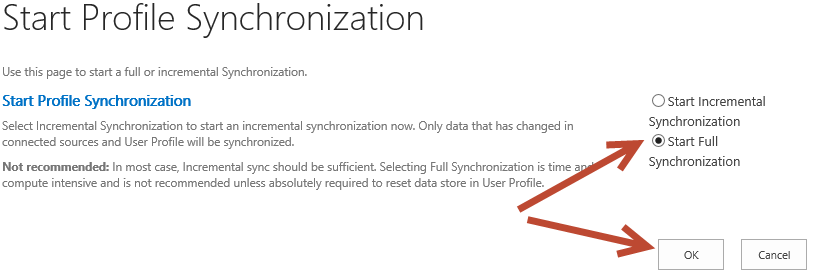 Start Profile Synchronization
Use this page to start a full or incremental Synchronization.
Start Profile Synchronization
Select Incremental Synchronization to start an incremental synchronization now. Only data that has changed in
connected sources and User Profile will be synchronized.
Not recommended: In most case, Incremental sync should be sufficient. Selecting Full Synchronization is time and
compute intensive and is not recommended unless absolutely required to reset data store in User Profile.
Start Incremental
Synchronization
Start Full
Synchronization
OK
Cancel